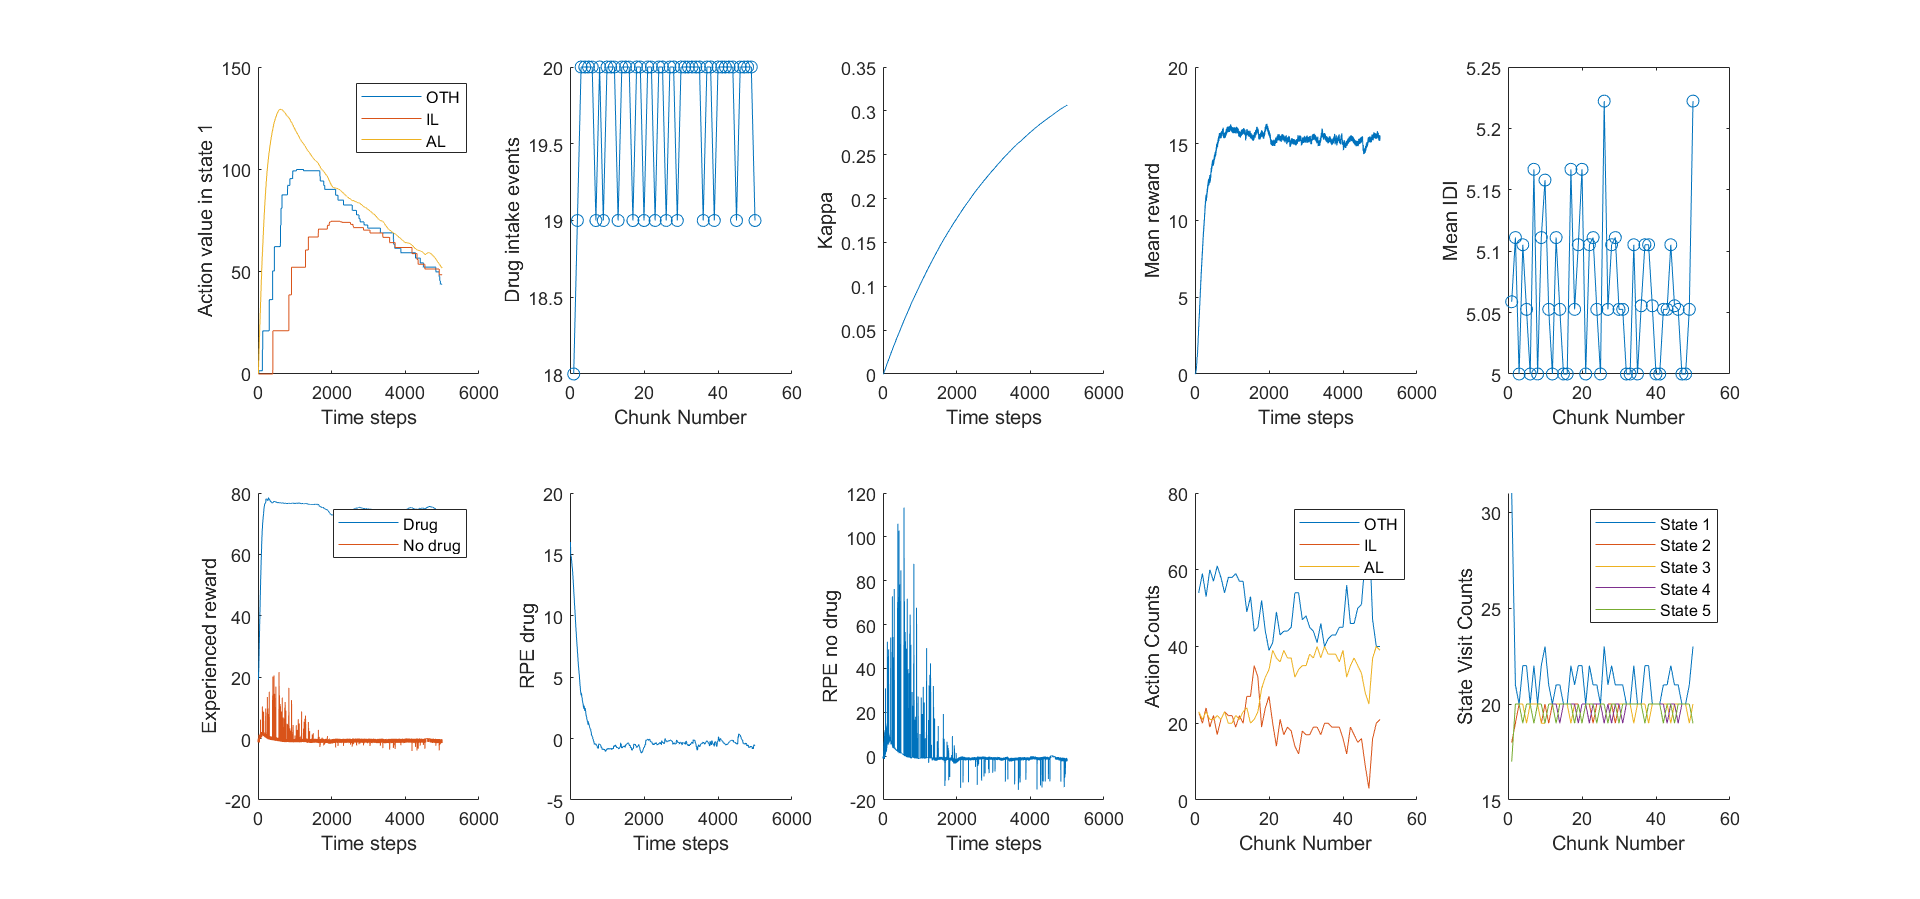 Action value in state 1
150
100
50
0
0 2000 4000 6000
Time steps
OTH
IL
AL
Drug intake events
20
19.5
19
18.5
18
0 20 40 60
Chunk Number
Kappa
0.35
0.3
0.25
0.2
0.15
0.1
0.05
0
0 2000 4000 6000
Time steps
Mean reward
20
15
10
5
0
0 2000 4000 6000
Time steps
Mean IDI
5.25
5.2
5.15
5.1
5.05
5
0 20 40 60
Chunk Number
Experienced reward
80
60
40
20
0
-20
0 2000 4000 6000
Time steps
Drug
No drug
RPE drug
20
15
10
5
0
-5
0 2000 4000 6000
Time steps
RPE no drug
120
100
80
60
40
20
0
-20
0 2000 4000 6000
Time steps
Action Counts
80
60
40
20
0
0 20 40 60
Chunk Number
OTH
IL
AL
State Visit Counts
30
25
20
15
0 20 40 60
Chunk Number
State 1
State 2
State 3
State 4
State 5